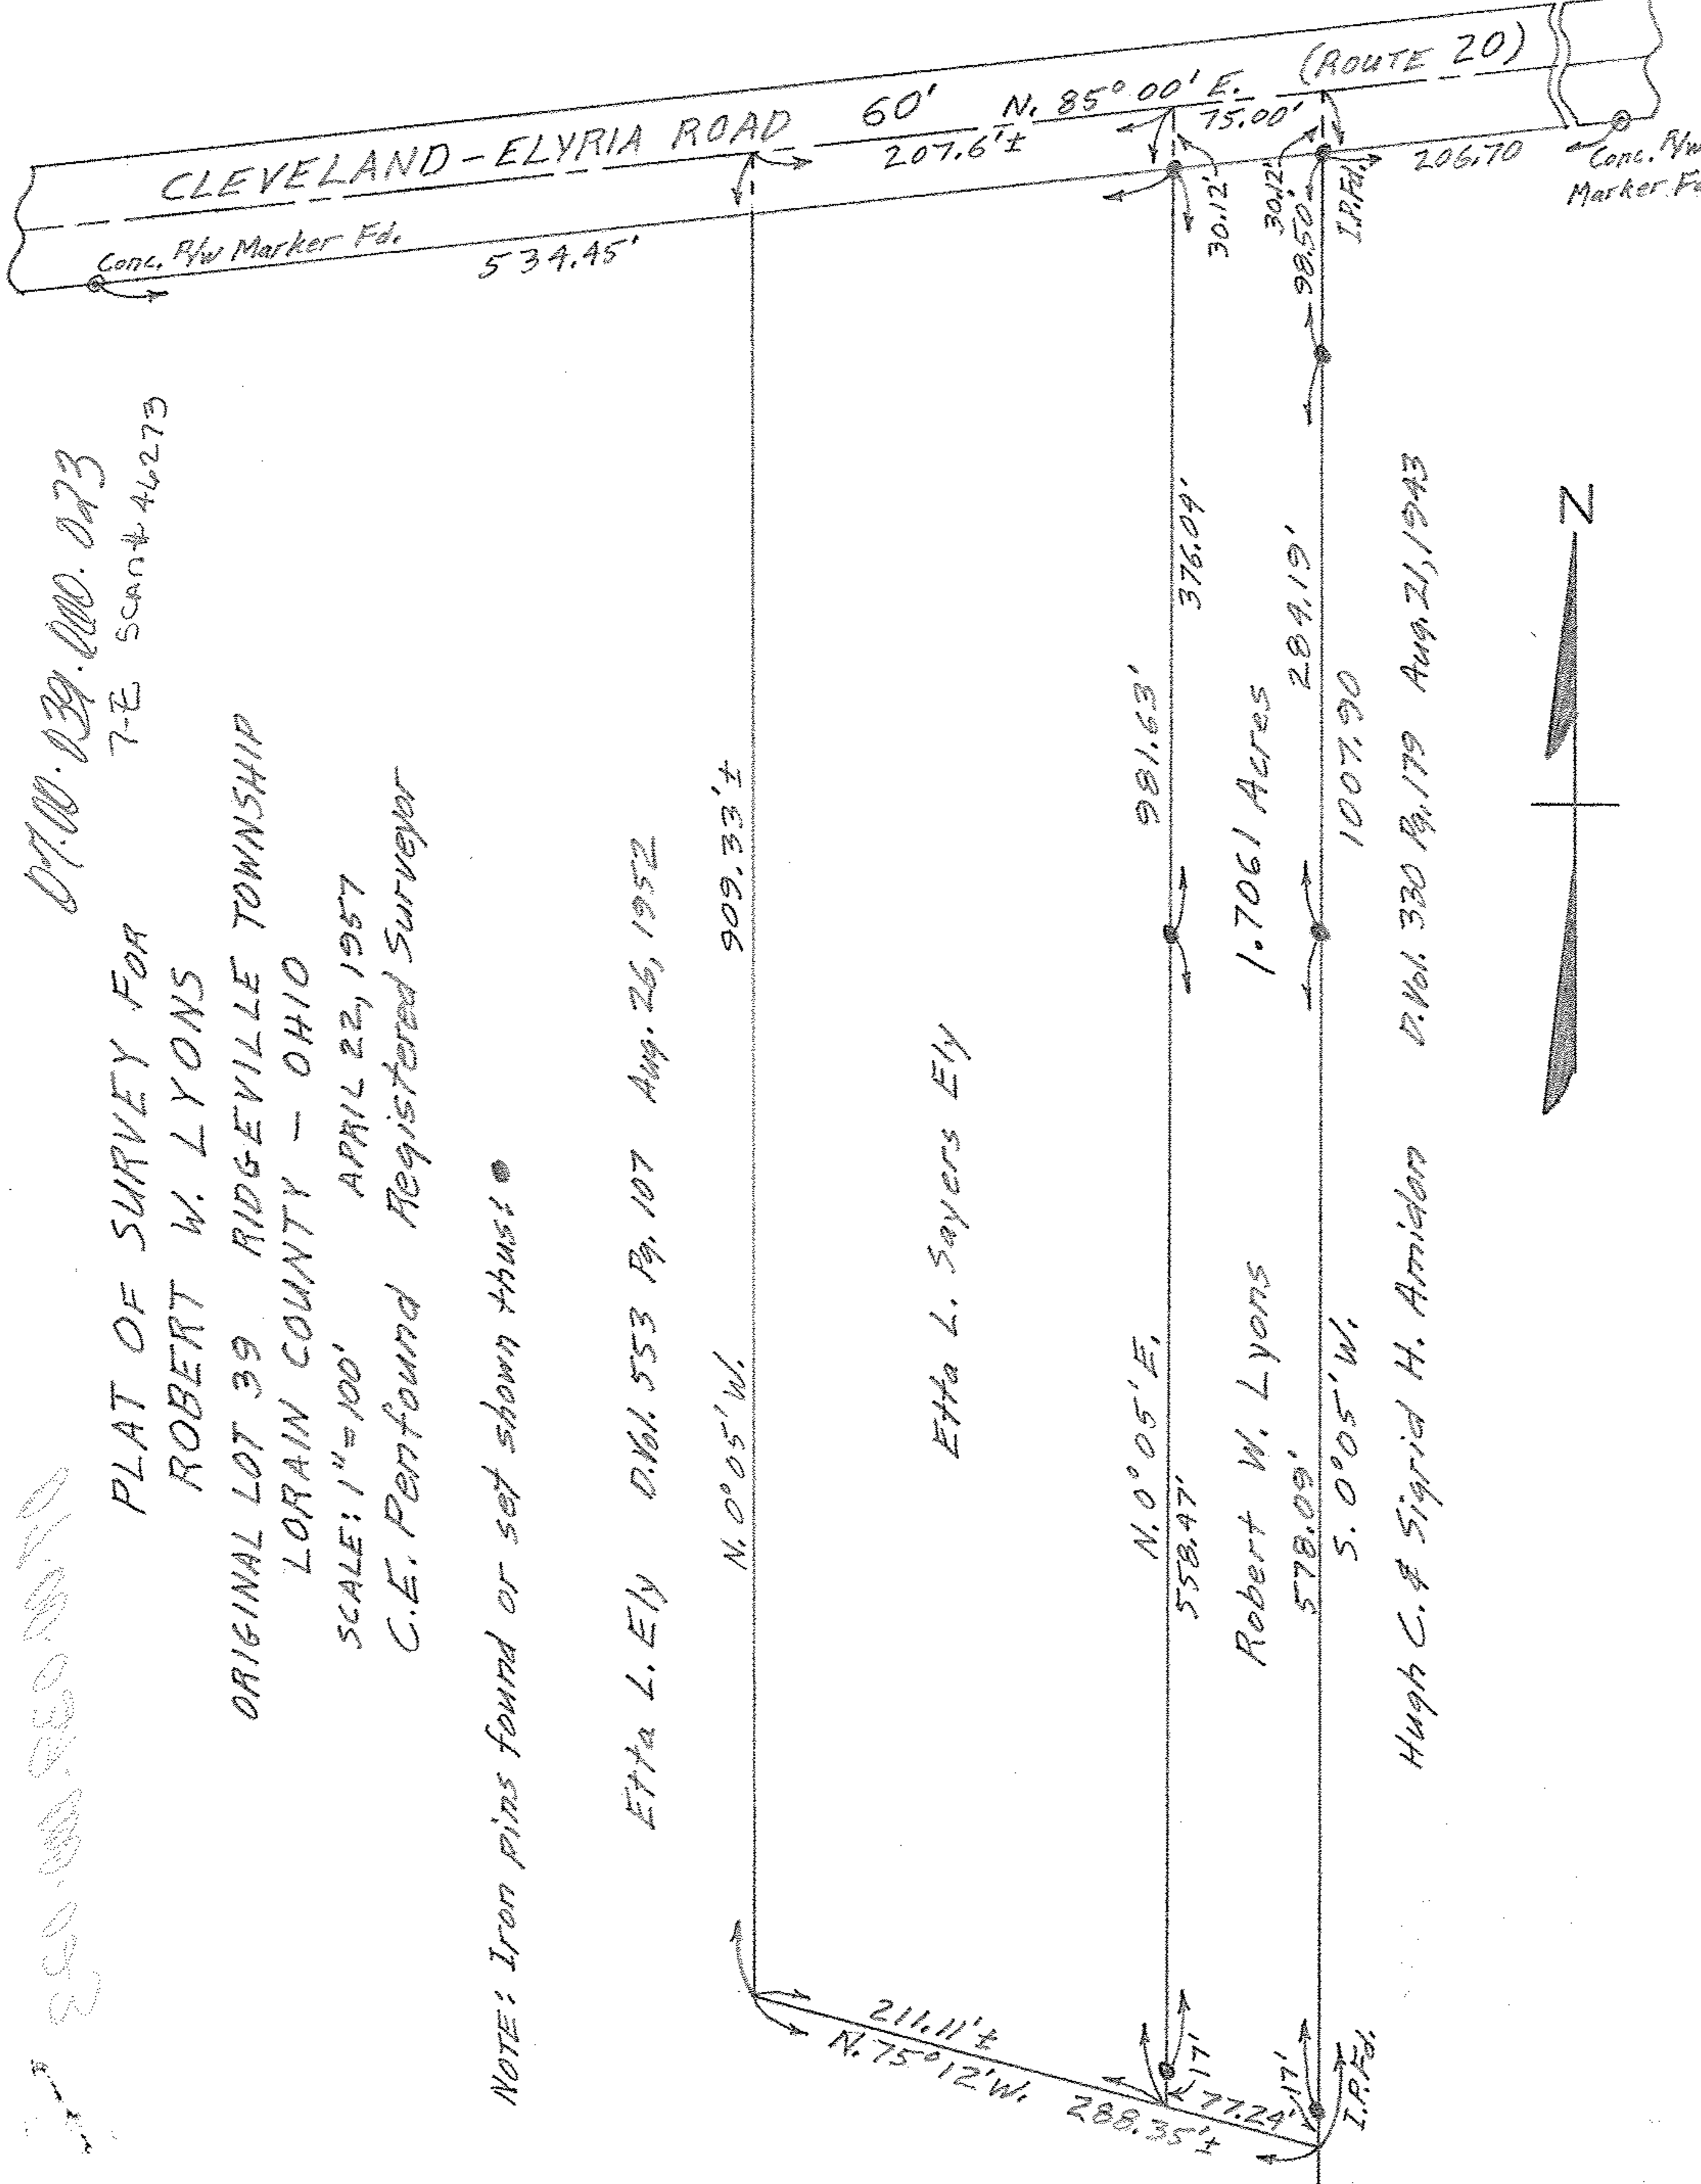 PLAT OF SURVEY FOR
ROBERT W. LYONS
ORIGINAL LOT 39 RIDGEVILLE TOWNSHIP
LORAIN COUNTY - OHIO
SCALE: 1"=100' APRIL 22, 1957
C.E. Penfound Registered Surveyor
NOTE: Iron pins found or set shown thus:
7-E Scan# 46273
CLEVELAND-ELYRIA ROAD 60' N. 85° 00' E. (ROUTE 20)
207.6'± 75.00'
Conc. R/W Marker Fd.
534.45'
30.12'
30.12'
98.50'
I.P.Fd.
206.70
Conc. R/W
Marker Fd
Etta L. Ely D.Vol. 553 Pg. 107 Aug. 26, 1952
N. 0° 05' W. 909.33'±
Etta L. Sayers Ely
N. 0° 05' E. 981.63'
558.47' 376.04'
Robert W. Lyons 1.7061 Acres
578.09' 284.19'
S. 0° 05' W. 1007.90
Hugh C. & Sigrid H. Amidon D.Vol. 330 Pg. 179 Aug. 21, 1943
N
211.11'±
N. 75° 12' W.
288.35'±
77.24'
17'
17'
I.P.Fd.